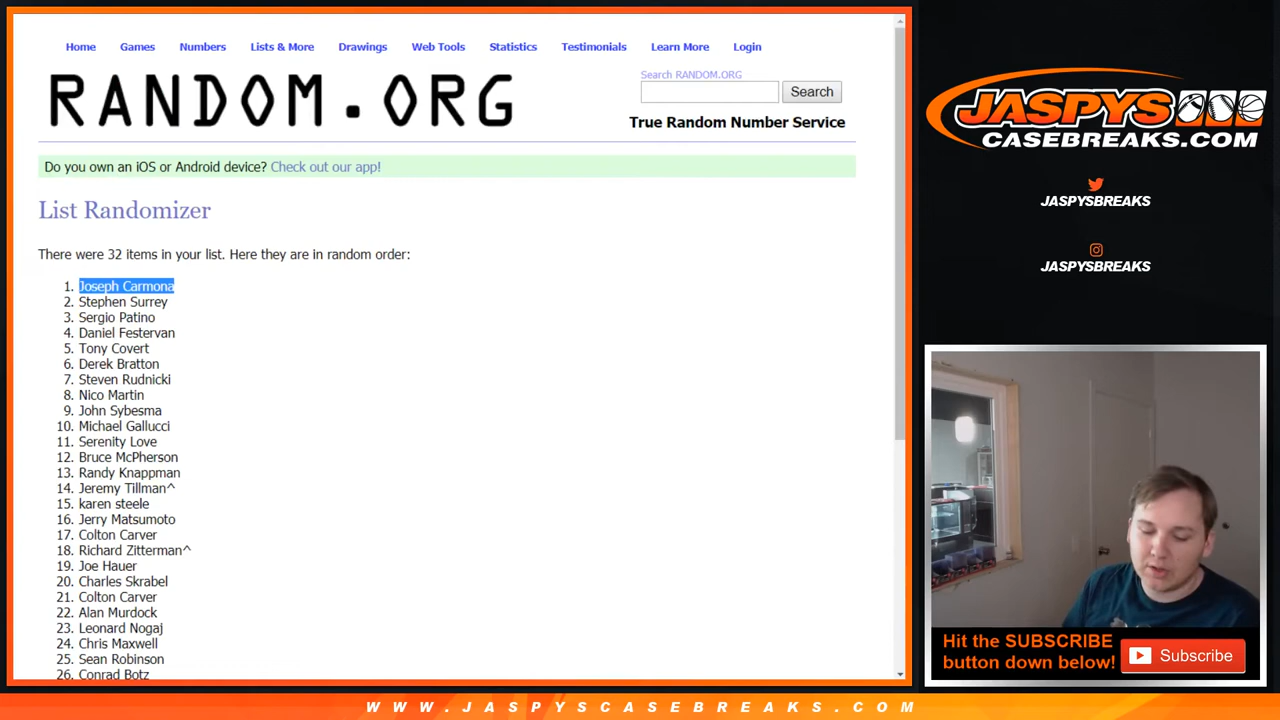 Home Games Numbers Lists & More Drawings Web Tools Statistics Testimonials Learn More Login
RANDOM.ORG
Search RANDOM.ORG
Search
True Random Number Service
Do you own an iOS or Android device? Check out our app!
List Randomizer
There were 32 items in your list. Here they are in random order:
1. Joseph Carmona
2. Stephen Surrey
3. Sergio Patino
4. Daniel Festervan
5. Tony Covert
6. Derek Bratton
7. Steven Rudnicki
8. Nico Martin
9. John Sybesma
10. Michael Gallucci
11. Serenity Love
12. Bruce McPherson
13. Randy Knappman
14. Jeremy Tillman^
15. karen steele
16. Jerry Matsumoto
17. Colton Carver
18. Richard Zitterman^
19. Joe Hauer
20. Charles Skrabel
21. Colton Carver
22. Alan Murdock
23. Leonard Nogaj
24. Chris Maxwell
25. Sean Robinson
26. Conrad Botz
JASPYS
CASEBREAKS.COM
JASPYSBREAKS
JASPYSBREAKS
Hit the SUBSCRIBE
button down below!
Subscribe
WWW.JASPYSCASEBREAKS.COM